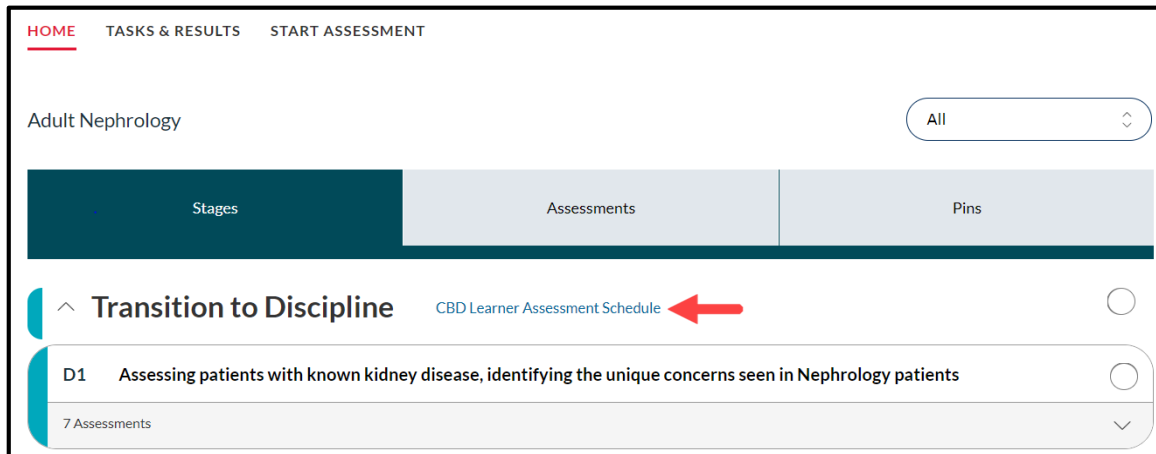 HOME TASKS & RESULTS START ASSESSMENT
Adult Nephrology All
Stages Assessments Pins
Transition to Discipline CBD Learner Assessment Schedule
D1 Assessing patients with known kidney disease, identifying the unique concerns seen in Nephrology patients
7 Assessments